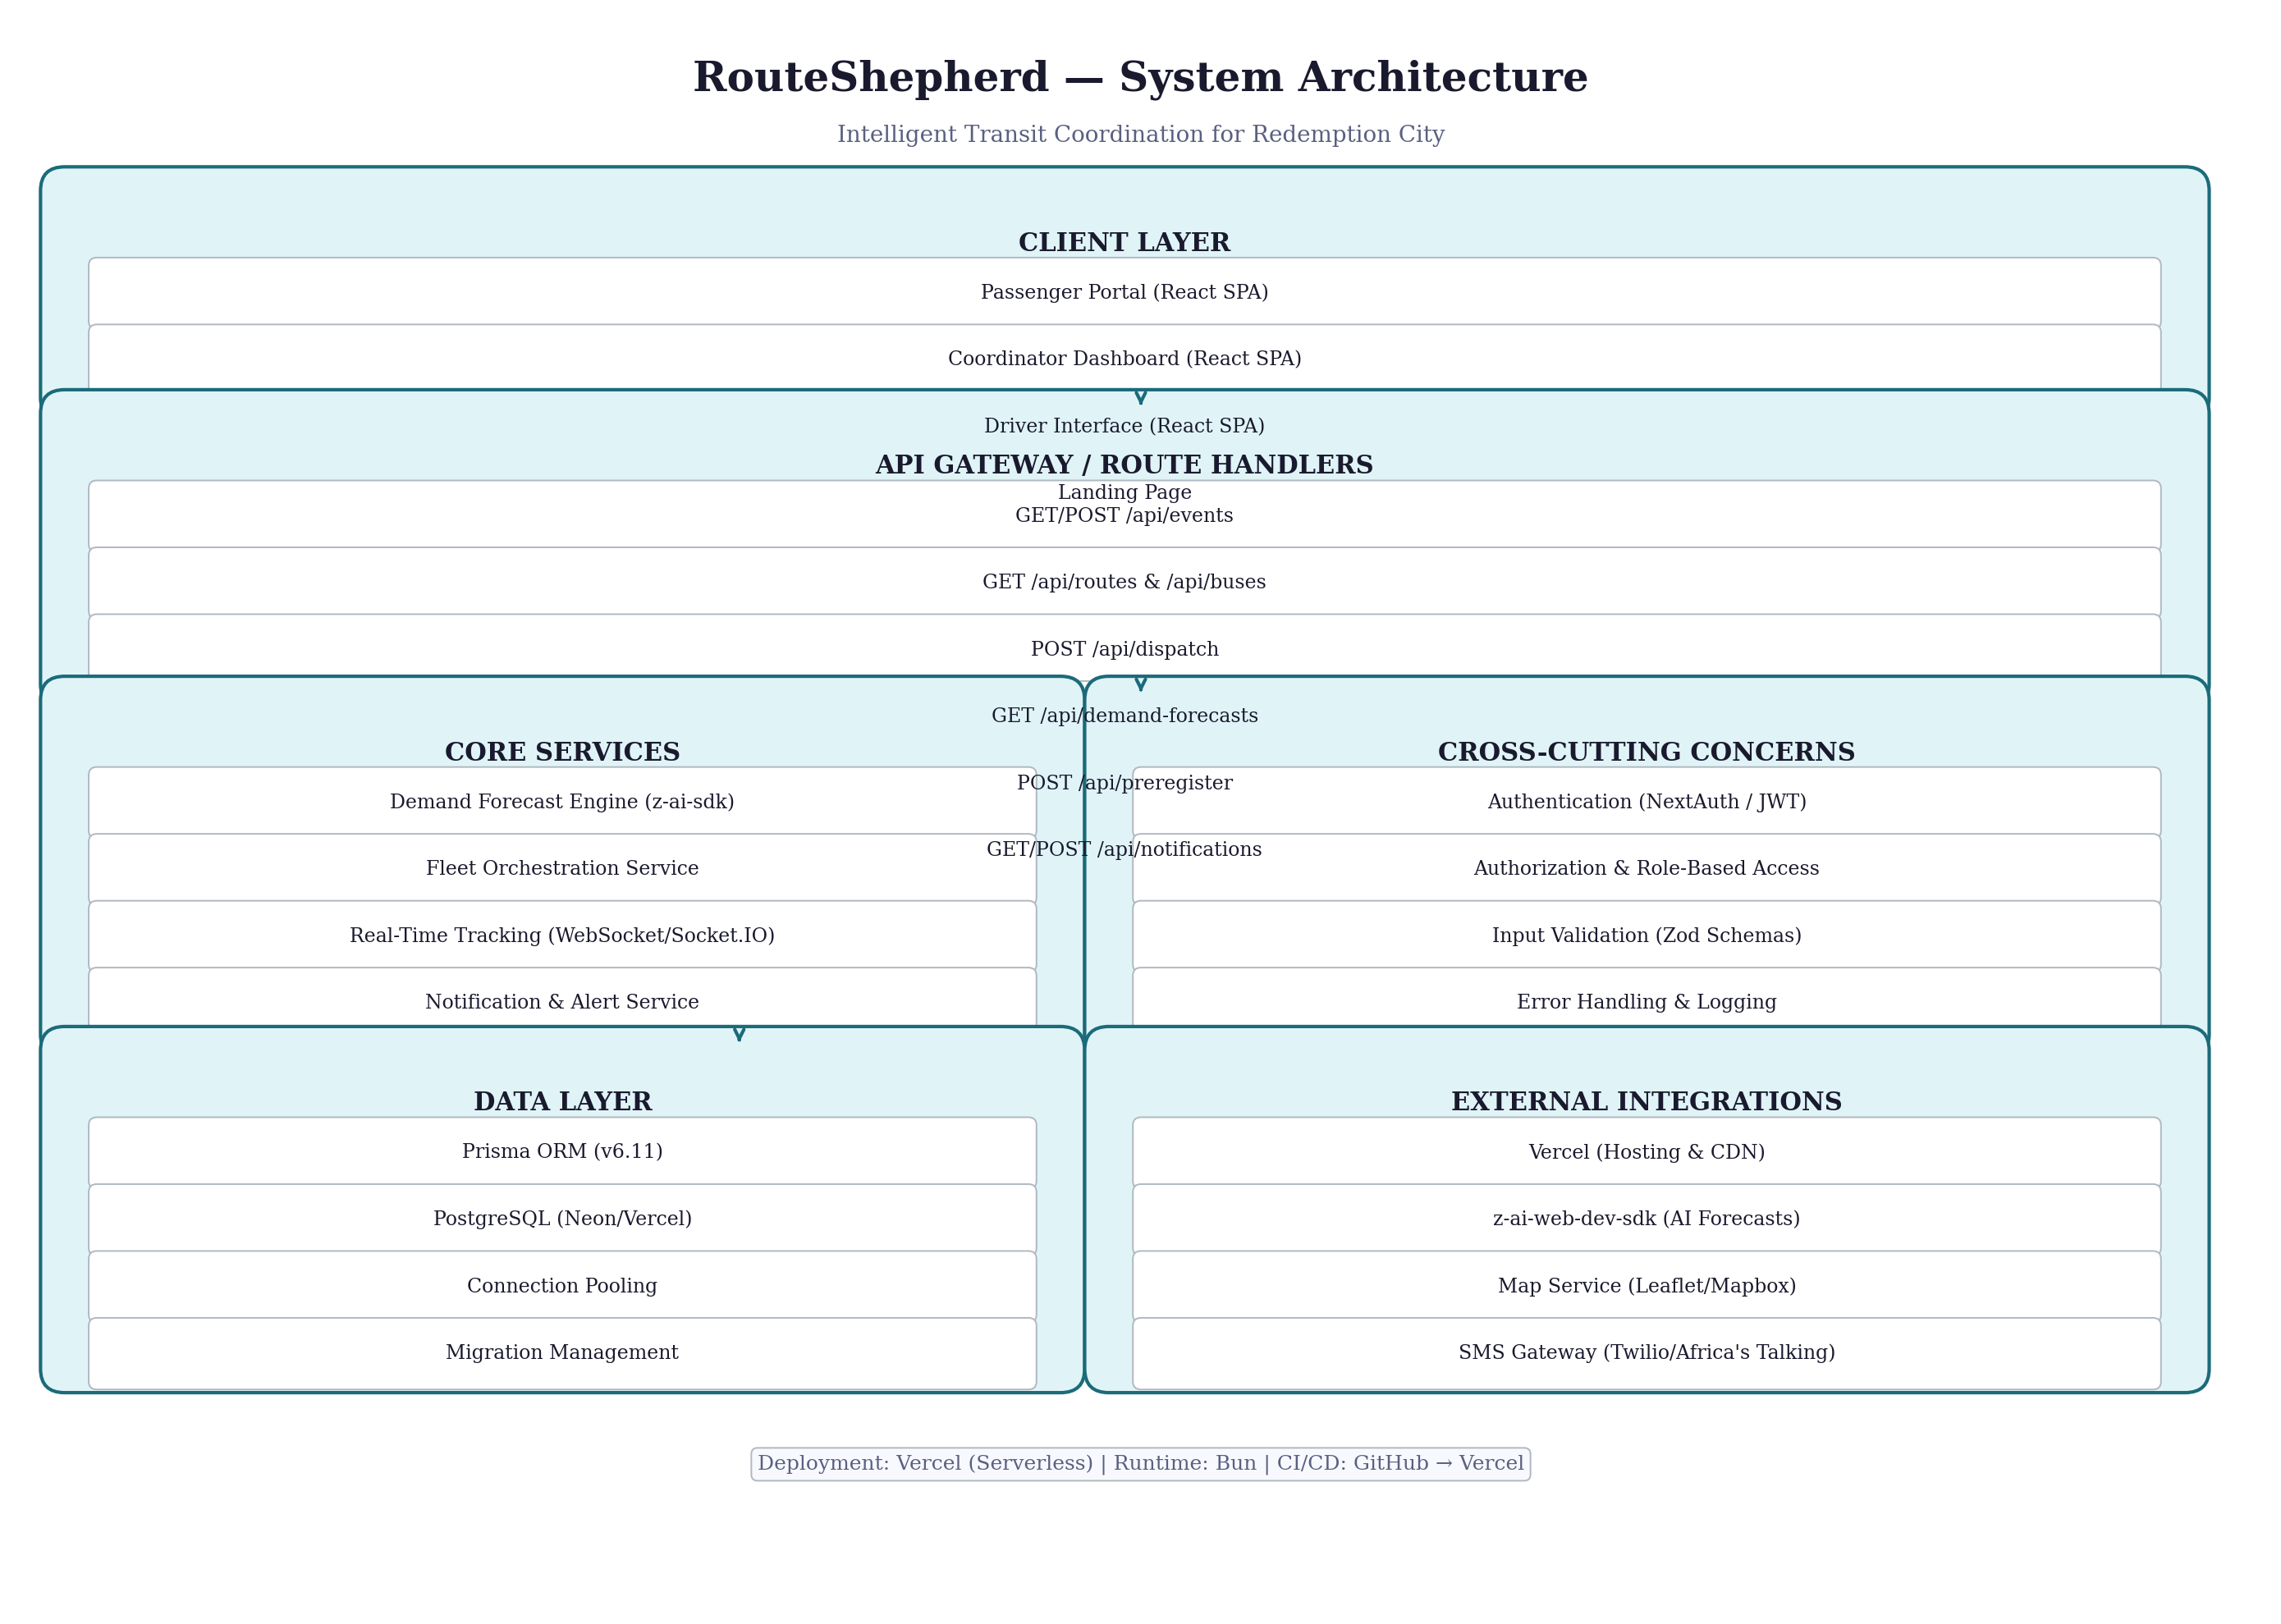 RouteShepherd — System Architecture
Intelligent Transit Coordination for Redemption City
CLIENT LAYER
Passenger Portal (React SPA)
Coordinator Dashboard (React SPA)
Driver Interface (React SPA)
API GATEWAY / ROUTE HANDLERS
Landing Page
GET/POST /api/events
GET /api/routes & /api/buses
POST /api/dispatch
GET /api/demand-forecasts
POST /api/preregister
GET/POST /api/notifications
CORE SERVICES
Demand Forecast Engine (z-ai-sdk)
Fleet Orchestration Service
Real-Time Tracking (WebSocket/Socket.IO)
Notification & Alert Service
CROSS-CUTTING CONCERNS
Authentication (NextAuth / JWT)
Authorization & Role-Based Access
Input Validation (Zod Schemas)
Error Handling & Logging
DATA LAYER
Prisma ORM (v6.11)
PostgreSQL (Neon/Vercel)
Connection Pooling
Migration Management
EXTERNAL INTEGRATIONS
Vercel (Hosting & CDN)
z-ai-web-dev-sdk (AI Forecasts)
Map Service (Leaflet/Mapbox)
SMS Gateway (Twilio/Africa's Talking)
Deployment: Vercel (Serverless) | Runtime: Bun | CI/CD: GitHub → Vercel